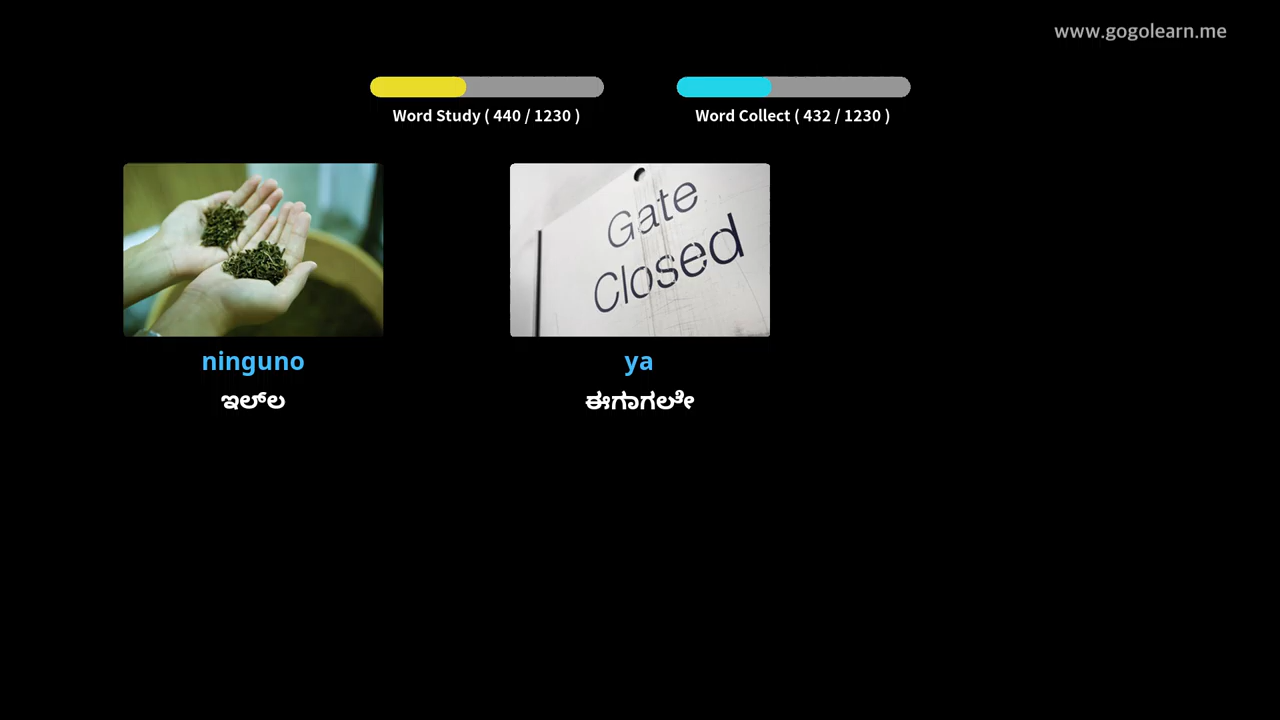 www.gogolearn.me
Word Study ( 440 / 1230 )
Word Collect ( 432 / 1230 )
Gate
Closed
ninguno
ya
ಇಲ್‌ಲ
ಈಗಾಗಲೇ